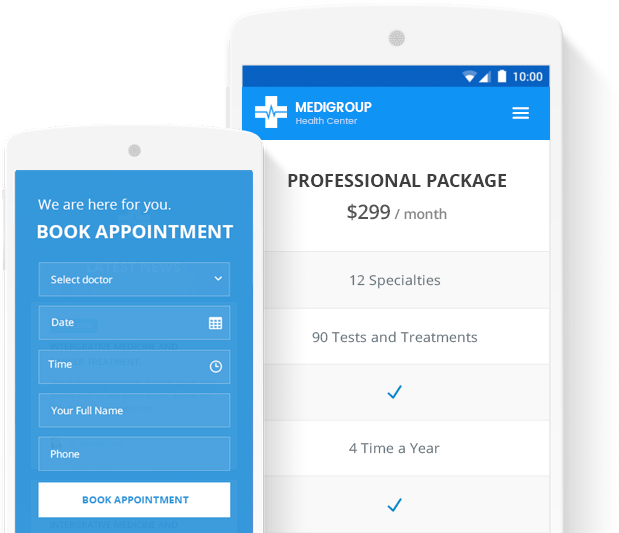 10:00
MEDIGROUP
Health Center
PROFESSIONAL PACKAGE
$299 / month
12 Specialties
90 Tests and Treatments
4 Time a Year
We are here for you.
BOOK APPOINTMENT
Select doctor
Date
Time
Your Full Name
Phone
BOOK APPOINTMENT